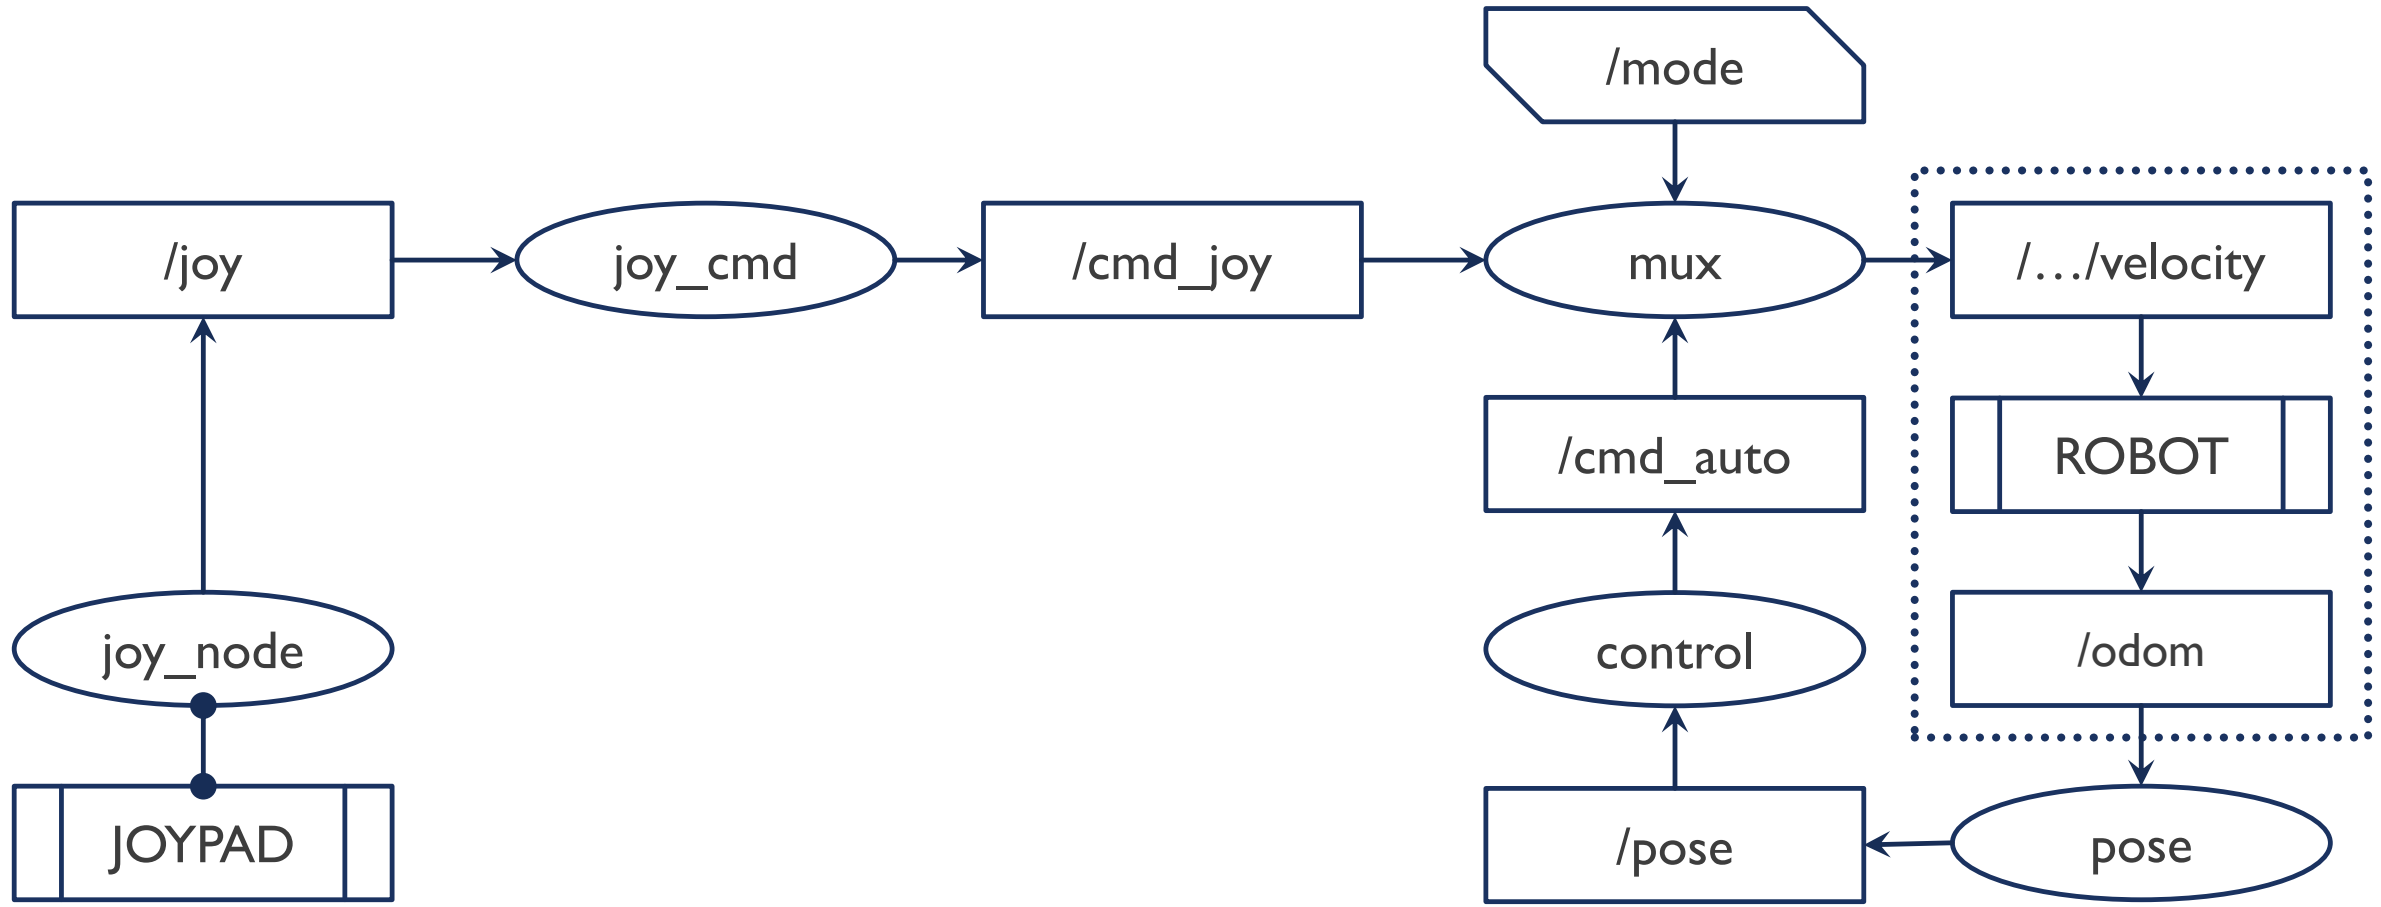 /mode
/joy
joy_cmd
/cmd_joy
mux
/…/velocity
/cmd_auto
ROBOT
joy_node
control
/odom
JOYPAD
/pose
pose